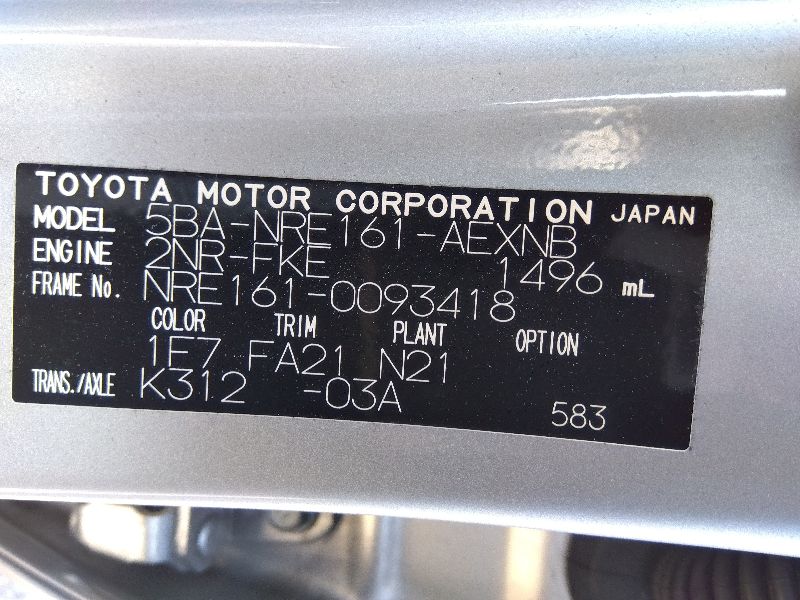 TOYOTA MOTOR CORPORATION JAPAN
MODEL 5BA-NRE161-AEXNB
ENGINE 2NR-FKE 1496 mL
FRAME No. NRE161-0093418
COLOR TRIM PLANT OPTION
1E7 FA21 N21
TRANS./AXLE K312 -03A
583